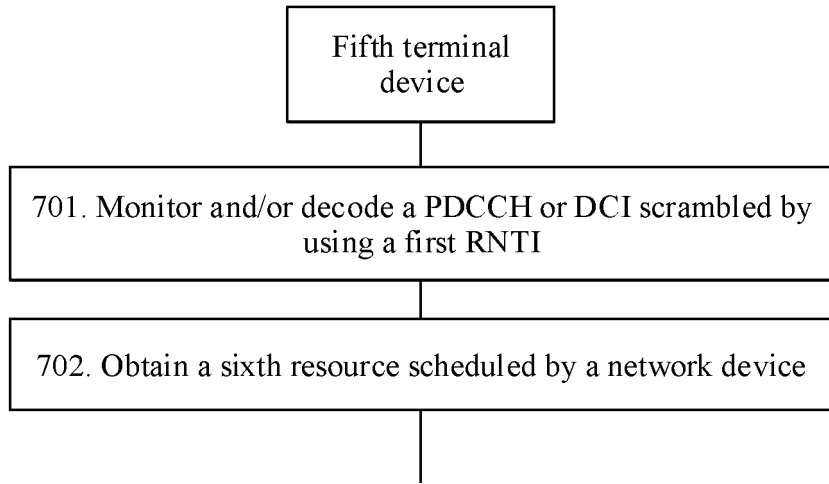 Fifth terminal
device
701. Monitor and/or decode a PDCCH or DCI scrambled by
using a first RNTI
702. Obtain a sixth resource scheduled by a network device